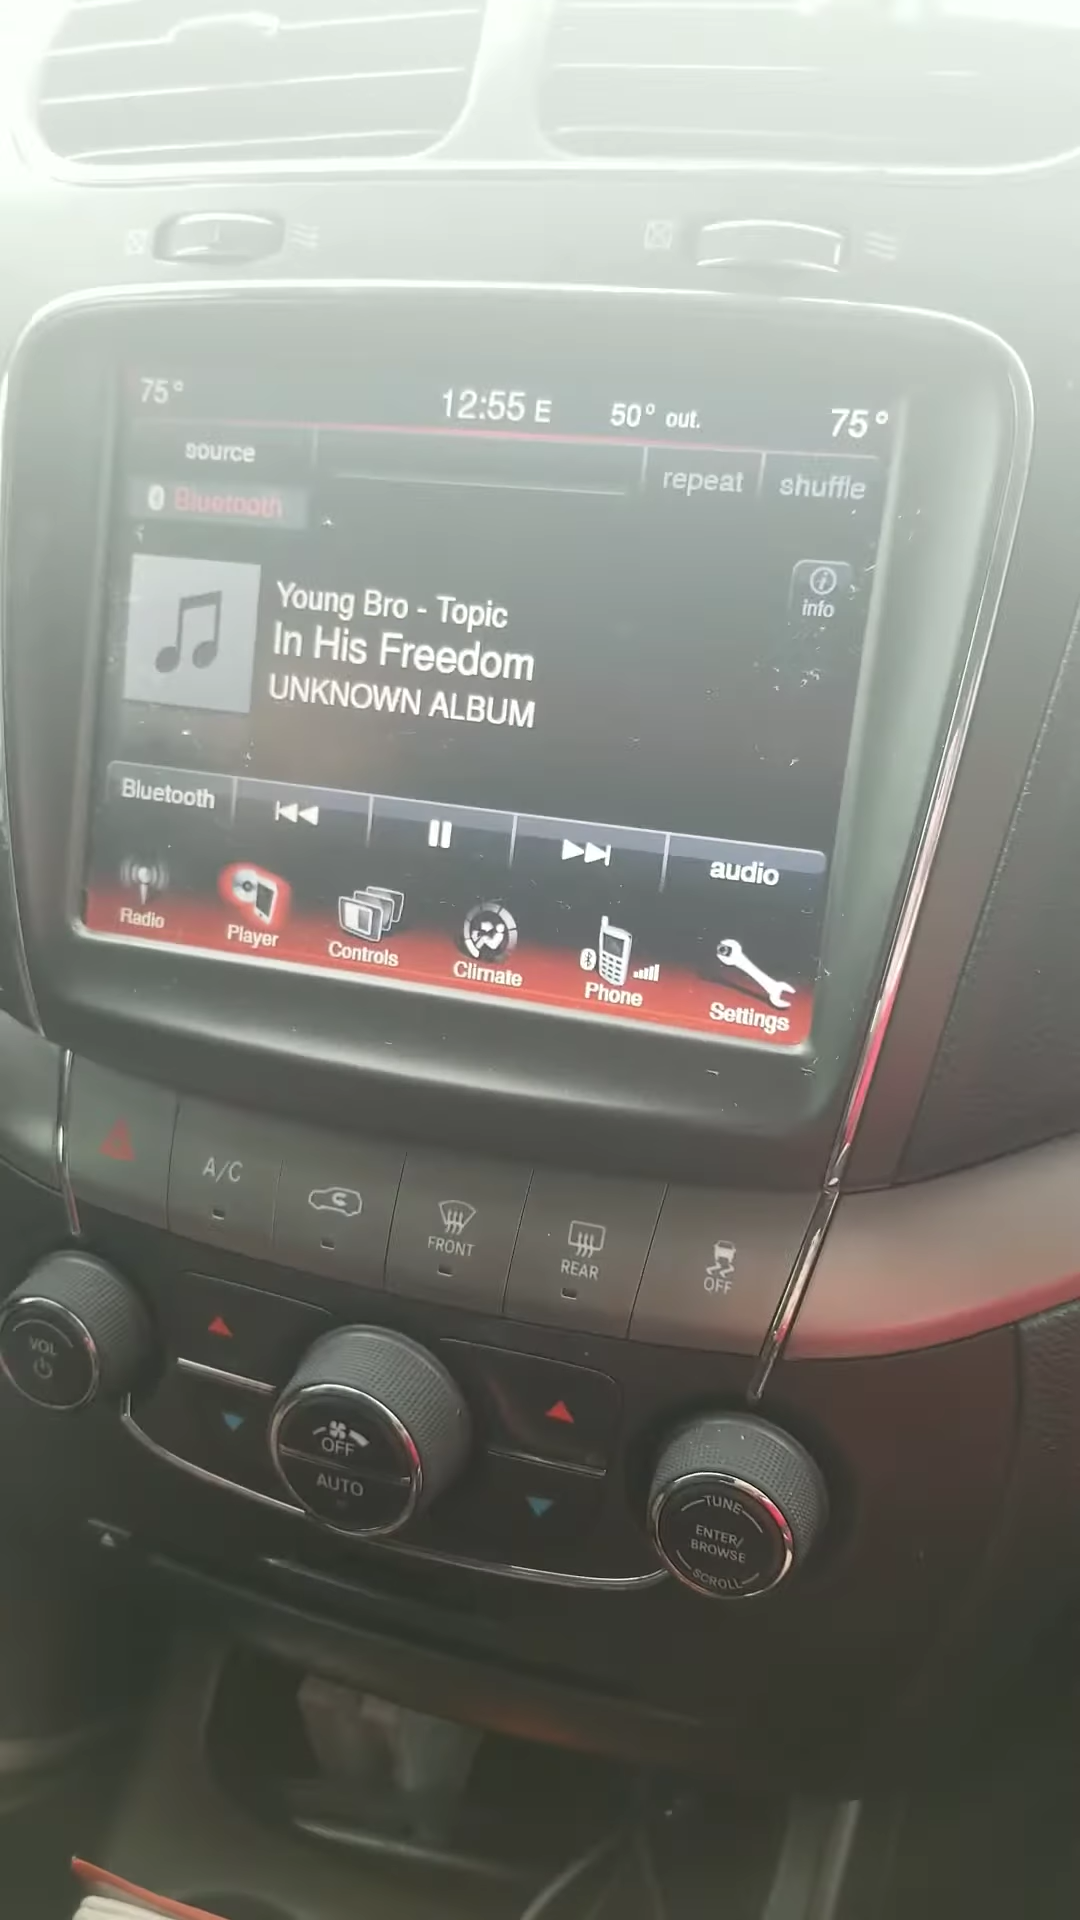 75° 12:55 E 50° out. 75°
source repeat shuffle
Bluetooth
info
Young Bro - Topic
In His Freedom
UNKNOWN ALBUM
Bluetooth audio
Radio Player Controls Climate Phone Settings
A/C FRONT REAR OFF
VOL
OFF
AUTO
TUNE
ENTER/
BROWSE
SCROLL